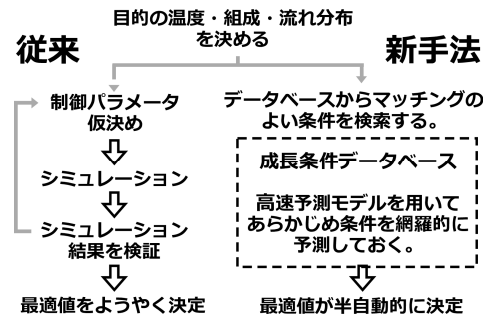 目的の温度・組成・流れ分布
を決める
従来
新手法
制御パラメータ
仮決め
シミュレーション
シミュレーション
結果を検証
最適値をようやく決定
データベースからマッチングの
よい条件を検索する。
成長条件データベース
高速予測モデルを用いて
あらかじめ条件を網羅的に
予測しておく。
最適値が半自動的に決定